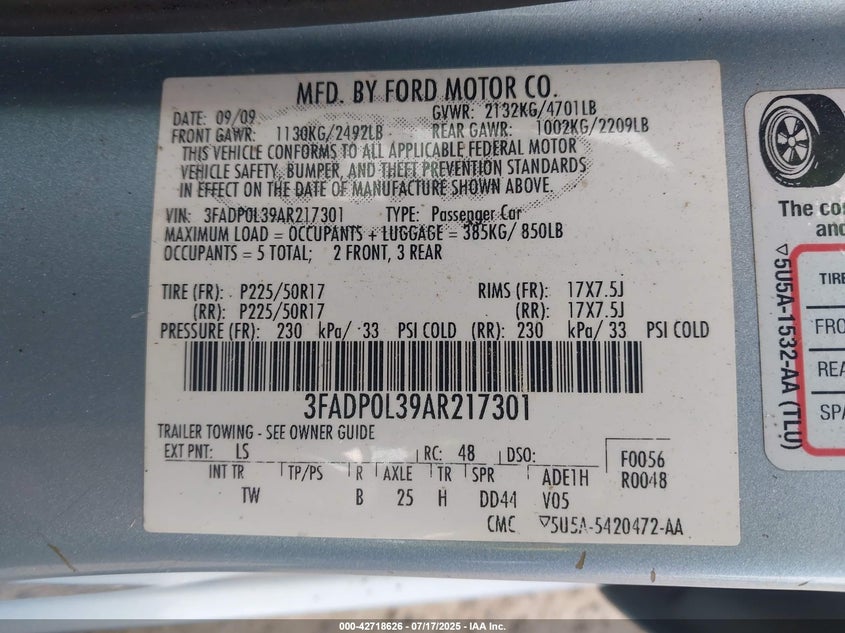 MFD. BY FORD MOTOR CO.
DATE: 09/09 GVWR: 2132KG/4701LB
FRONT GAWR: 1130KG/2492LB REAR GAWR: 1002KG/2209LB
THIS VEHICLE CONFORMS TO ALL APPLICABLE FEDERAL MOTOR
VEHICLE SAFETY, BUMPER, AND THEFT PREVENTION STANDARDS
IN EFFECT ON THE DATE OF MANUFACTURE SHOWN ABOVE.
VIN: 3FADP0L39AR217301 TYPE: Passenger Car
MAXIMUM LOAD = OCCUPANTS + LUGGAGE = 385KG/ 850LB
OCCUPANTS = 5 TOTAL; 2 FRONT, 3 REAR
TIRE (FR): P225/50R17 RIMS (FR): 17X7.5J
(RR): P225/50R17 (RR): 17X7.5J
PRESSURE (FR): 230 kPa/ 33 PSI COLD (RR): 230 kPa/ 33 PSI COLD
3FADP0L39AR217301
TRAILER TOWING - SEE OWNER GUIDE
EXT PNT: LS RC: 48 DSO: F0056
INT TR TP/PS R AXLE TR SPR ADE1H R0048
TW B 25 H DD44 V05
CMC ▽5U5A-5420472-AA
The co
and
▽5U5A-1532-AA (TLU)
TIRE
FRO
REA
SPA
000-42718626 - 07/17/2025 - IAA Inc.